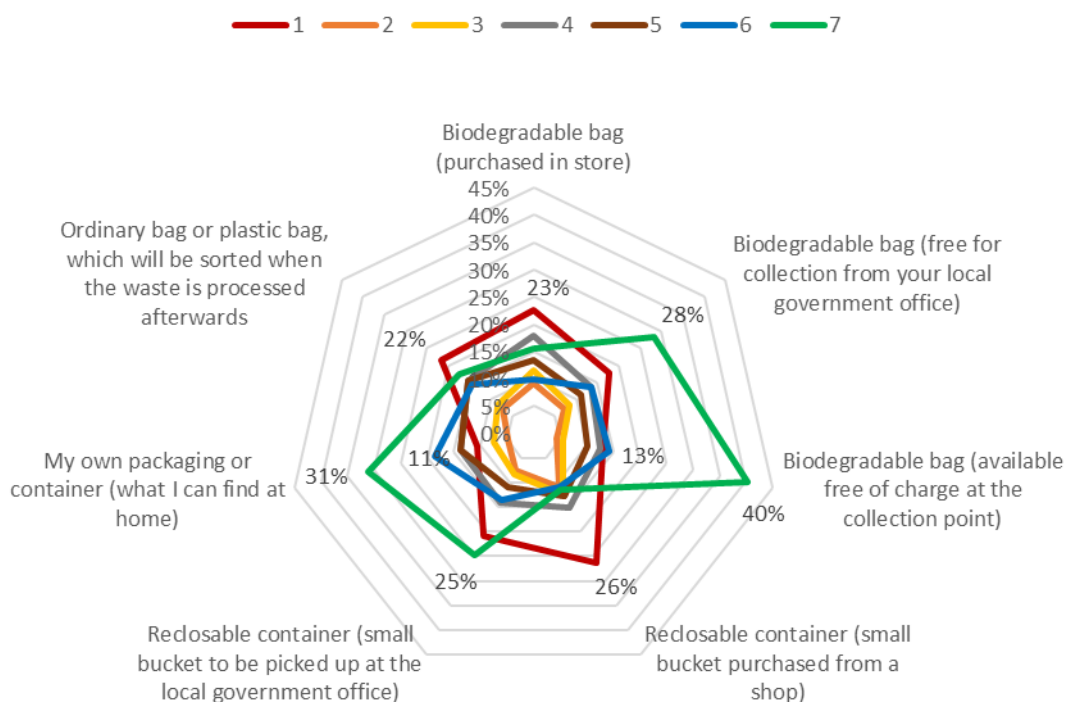 1 2 3 4 5 6 7
Biodegradable bag
(purchased in store)
45%
40%
35%
30%
25%
20%
15%
10%
5%
0%
23%
Biodegradable bag (free for
collection from your local
government office)
28%
Biodegradable bag (available
free of charge at the
collection point)
13%
40%
Reclosable container (small
bucket purchased from a
shop)
26%
Reclosable container (small
bucket to be picked up at the
local government office)
25%
My own packaging or
container (what I can find at
home)
31%
11%
Ordinary bag or plastic bag,
which will be sorted when
the waste is processed
afterwards
22%